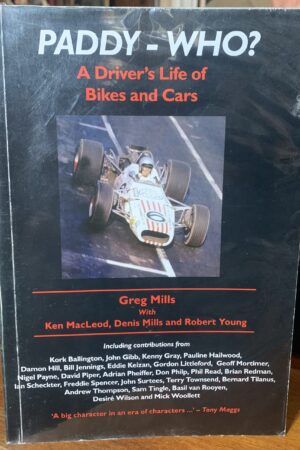 PADDY - WHO?
A Driver's Life of
Bikes and Cars
6
Greg Mills
With
Ken MacLeod, Denis Mills and Robert Young
Including contributions from
Kork Ballington, John Gibb, Kenny Gray, Pauline Hailwood,
Damon Hill, Bill Jennings, Eddie Keizan, Gordon Littleford, Geoff Mortimer,
Nigel Payne, David Piper, Adrian Pheiffer, Don Philp, Phil Read, Brian Redman,
Ian Scheckter, Freddie Spencer, John Surtees, Terry Townsend, Bernard Tilanus,
Andrew Thompson, Sam Tingle, Basil van Rooyen,
Desiré Wilson and Mick Woollett
'A big charactor in an era of characters ...' – Tony Maggs